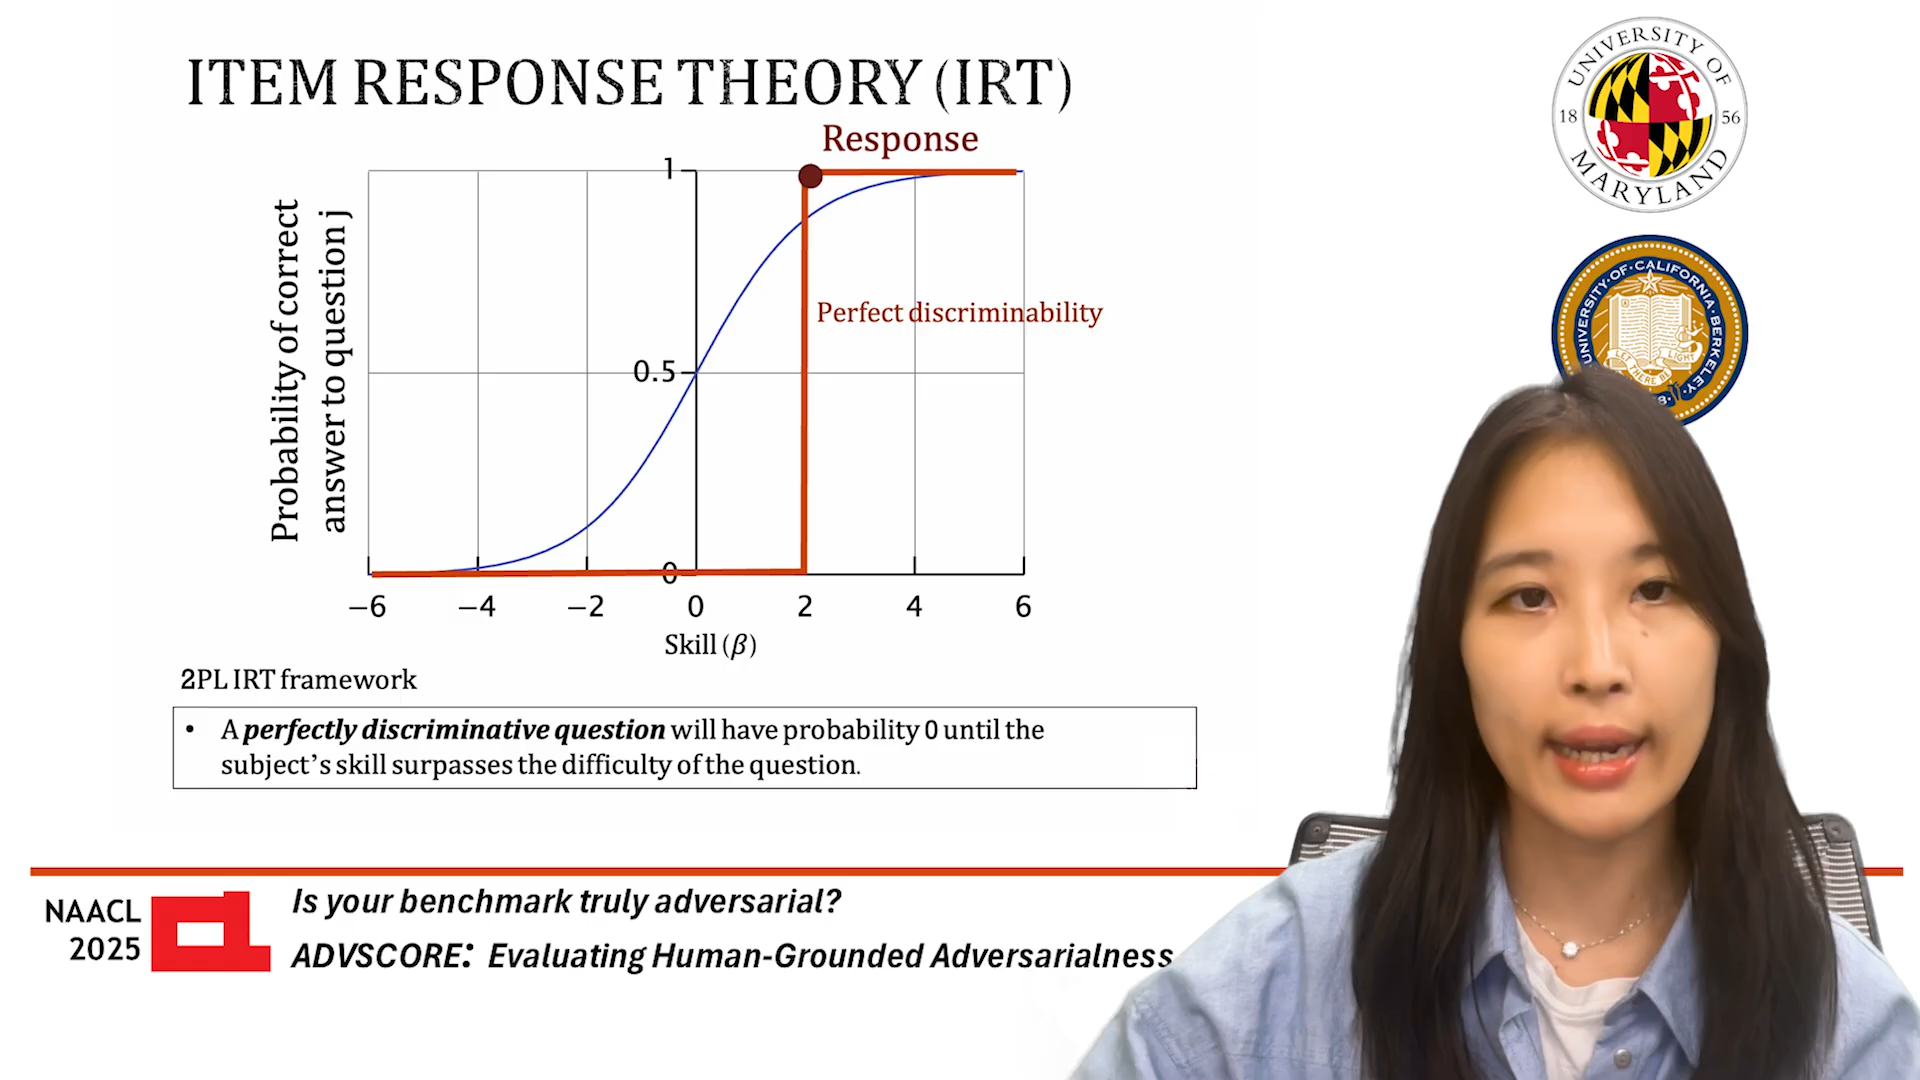 ITEM RESPONSE THEORY (IRT)
Response
Probability of correct
answer to question j
1
0.5
0
Perfect discriminability
−6 −4 −2 0 2 4 6
Skill (β)
2PL IRT framework
• A perfectly discriminative question will have probability 0 until the
subject's skill surpasses the difficulty of the question.
NAACL
2025
Is your benchmark truly adversarial?
ADVSCORE: Evaluating Human-Grounded Adversarialness
UNIVERSITY OF
18 56
MARYLAND
UNIVERSITY·OF·CALIFORNIA·BERKELEY
LET THERE BE LIGHT